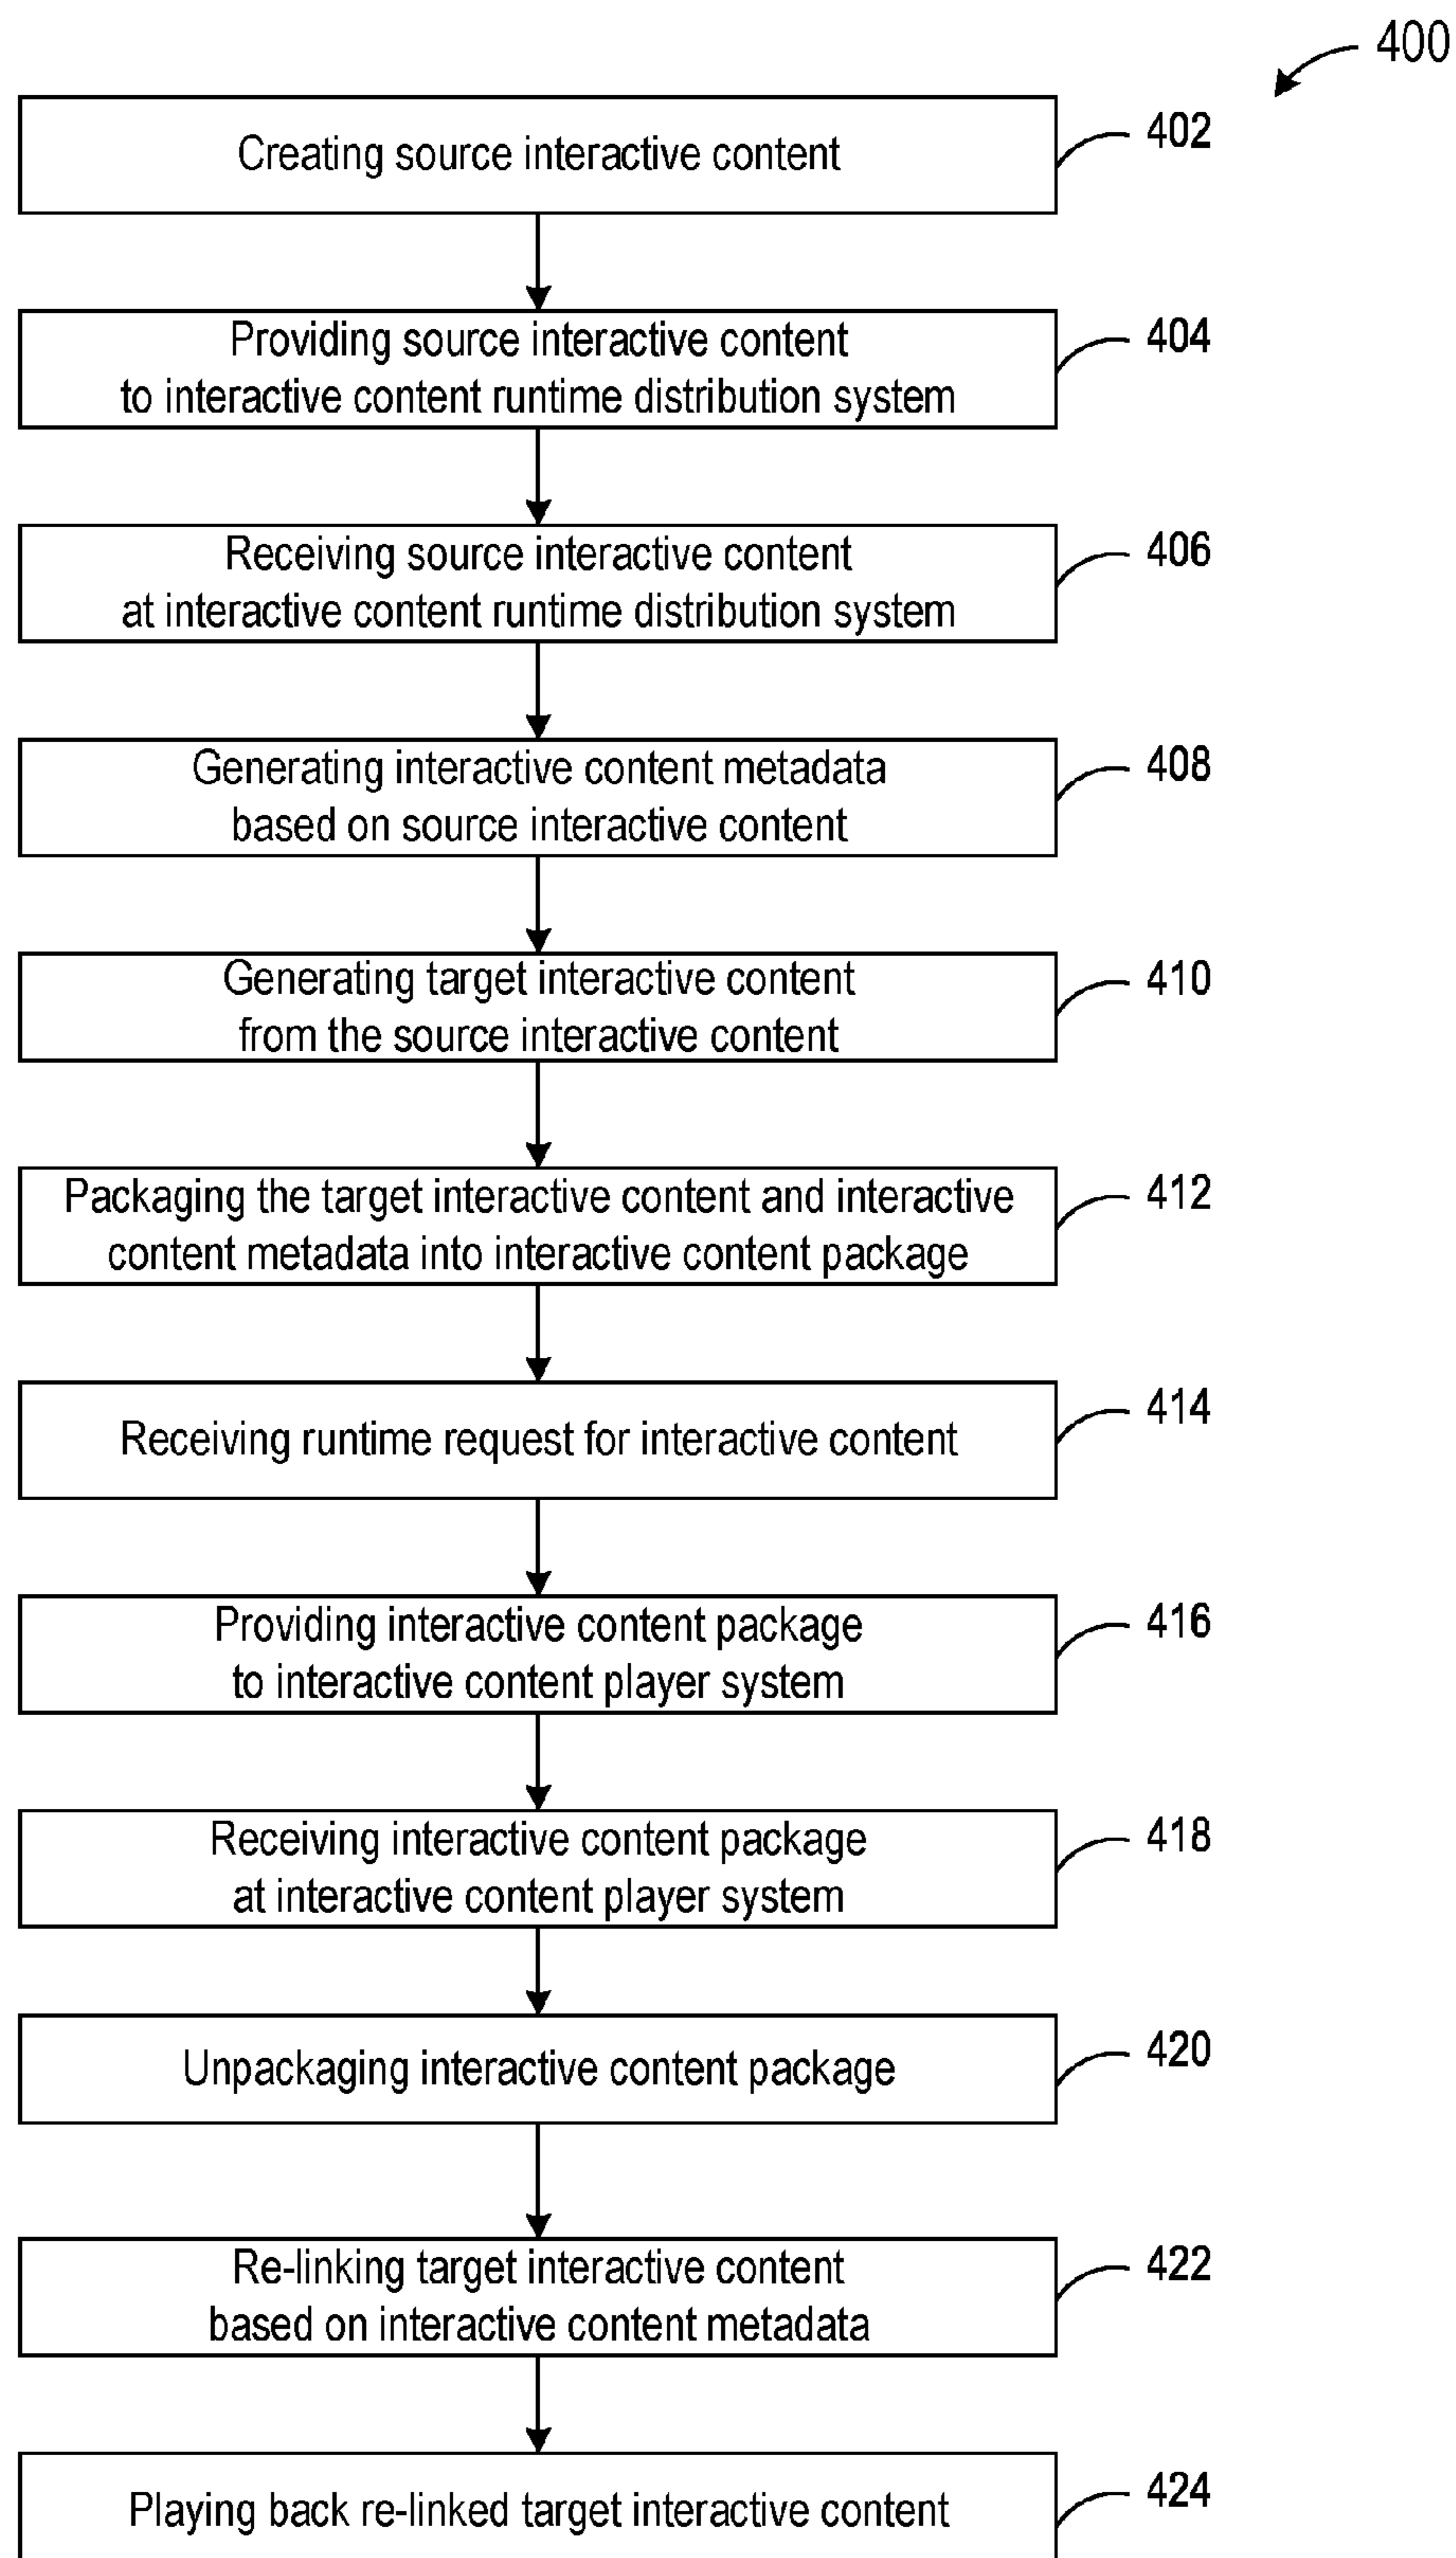 400
Creating source interactive content
402
Providing source interactive content
to interactive content runtime distribution system
404
Receiving source interactive content
at interactive content runtime distribution system
406
Generating interactive content metadata
based on source interactive content
408
Generating target interactive content
from the source interactive content
410
Packaging the target interactive content and interactive
content metadata into interactive content package
412
Receiving runtime request for interactive content
414
Providing interactive content package
to interactive content player system
416
Receiving interactive content package
at interactive content player system
418
Unpackaging interactive content package
420
Re-linking target interactive content
based on interactive content metadata
422
Playing back re-linked target interactive content
424